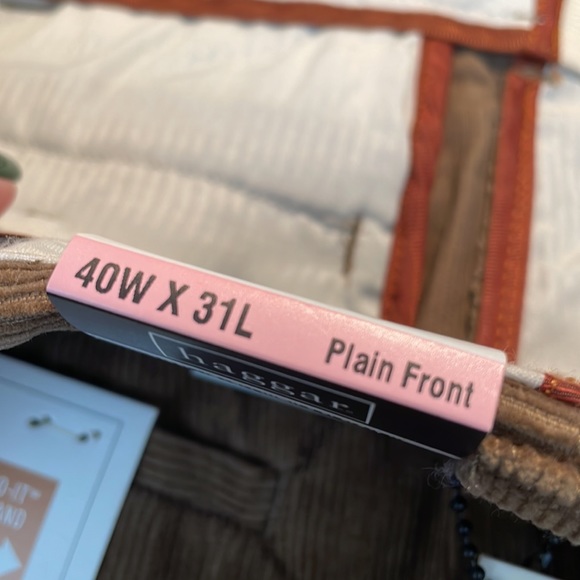 40W X 31L
Plain Front
haggar